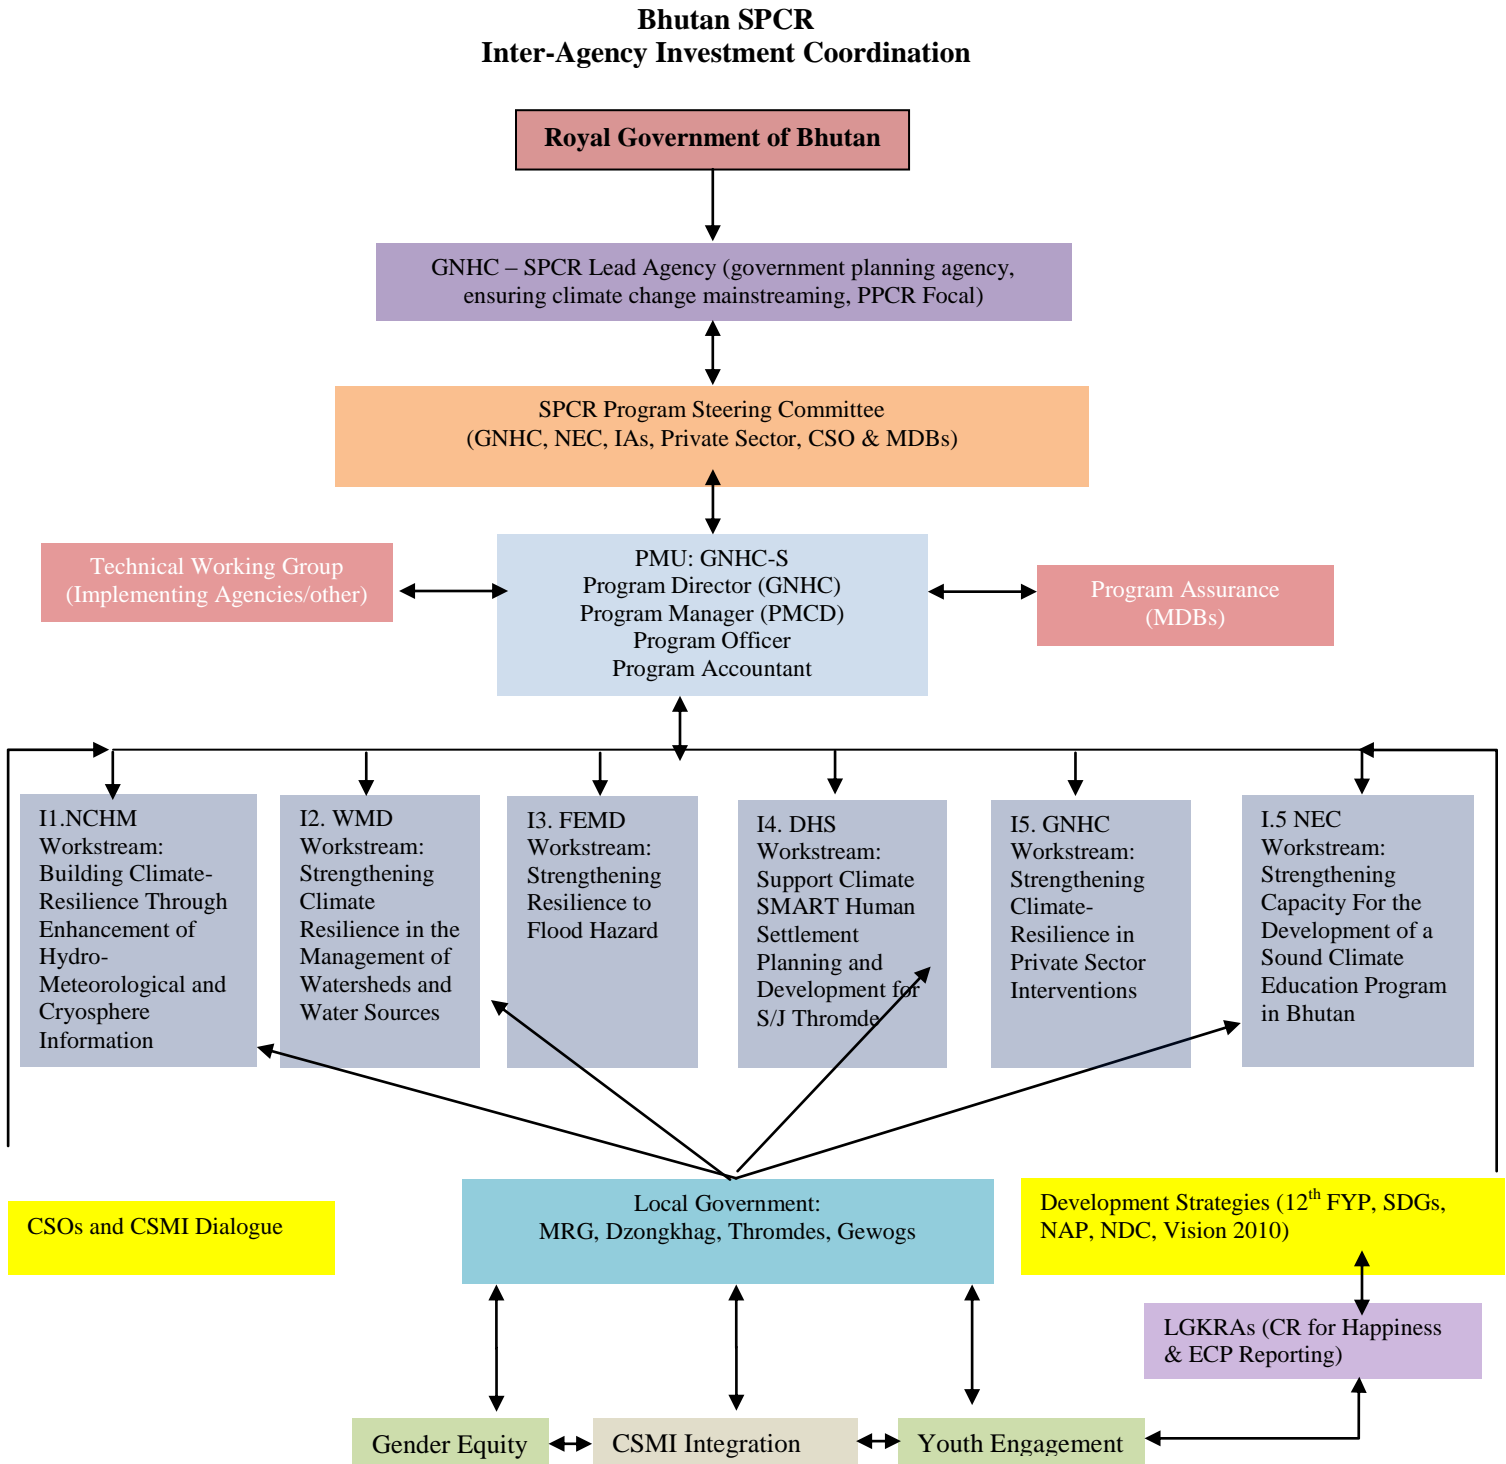 Bhutan SPCR
Inter-Agency Investment Coordination
Royal Government of Bhutan
GNHC – SPCR Lead Agency (government planning agency,
ensuring climate change mainstreaming, PPCR Focal)
SPCR Program Steering Committee
(GNHC, NEC, IAs, Private Sector, CSO & MDBs)
Technical Working Group
(Implementing Agencies/other)
PMU: GNHC-S
Program Director (GNHC)
Program Manager (PMCD)
Program Officer
Program Accountant
Program Assurance
(MDBs)
I1.NCHM
Workstream:
Building Climate-
Resilience Through
Enhancement of
Hydro-
Meteorological and
Cryosphere
Information
I2. WMD
Workstream:
Strengthening
Climate
Resilience in the
Management of
Watersheds and
Water Sources
I3. FEMD
Workstream:
Strengthening
Resilience to
Flood Hazard
I4. DHS
Workstream:
Support Climate
SMART Human
Settlement
Planning and
Development for
S/J Thromde
I5. GNHC
Workstream:
Strengthening
Climate-
Resilience in
Private Sector
Interventions
I.5 NEC
Workstream:
Strengthening
Capacity For the
Development of a
Sound Climate
Education Program
in Bhutan
CSOs and CSMI Dialogue
Local Government:
MRG, Dzongkhag, Thromdes, Gewogs
Development Strategies (12th FYP, SDGs,
NAP, NDC, Vision 2010)
LGKRAs (CR for Happiness
& ECP Reporting)
Gender Equity
CSMI Integration
Youth Engagement